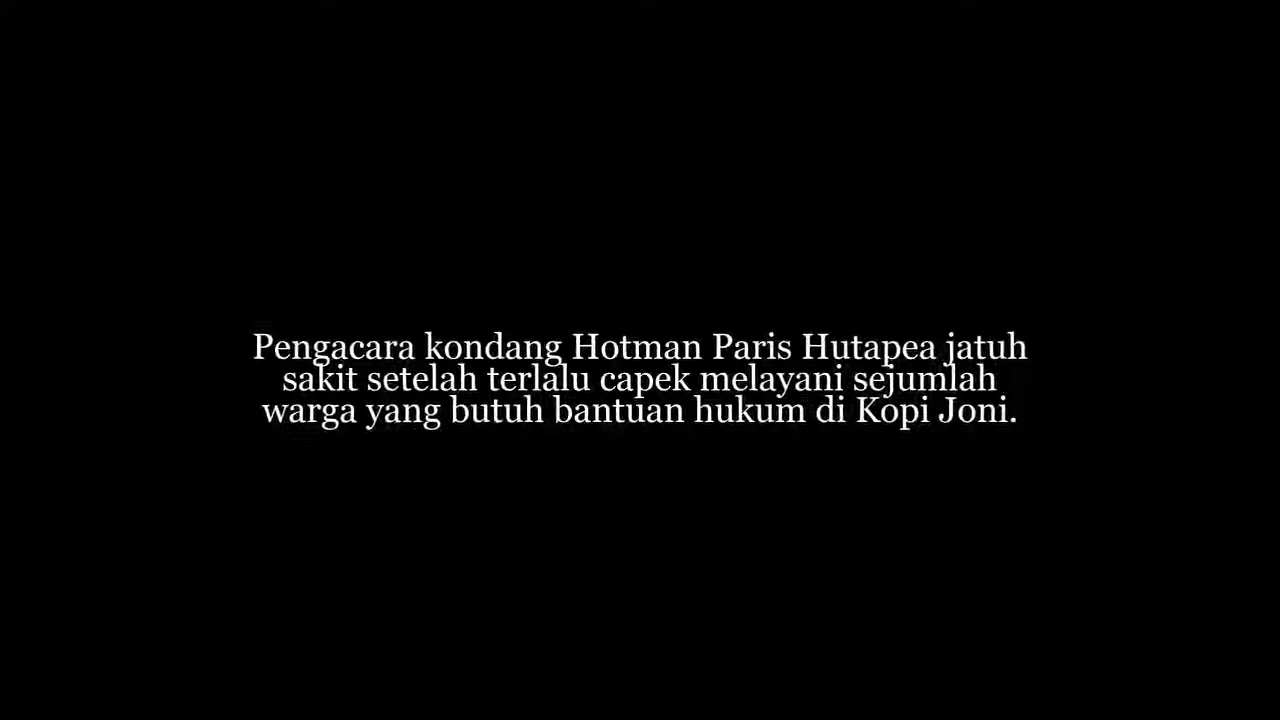 Pengacara kondang Hotman Paris Hutapea jatuh
sakit setelah terlalu capek melayani sejumlah
warga yang butuh bantuan hukum di Kopi Joni.